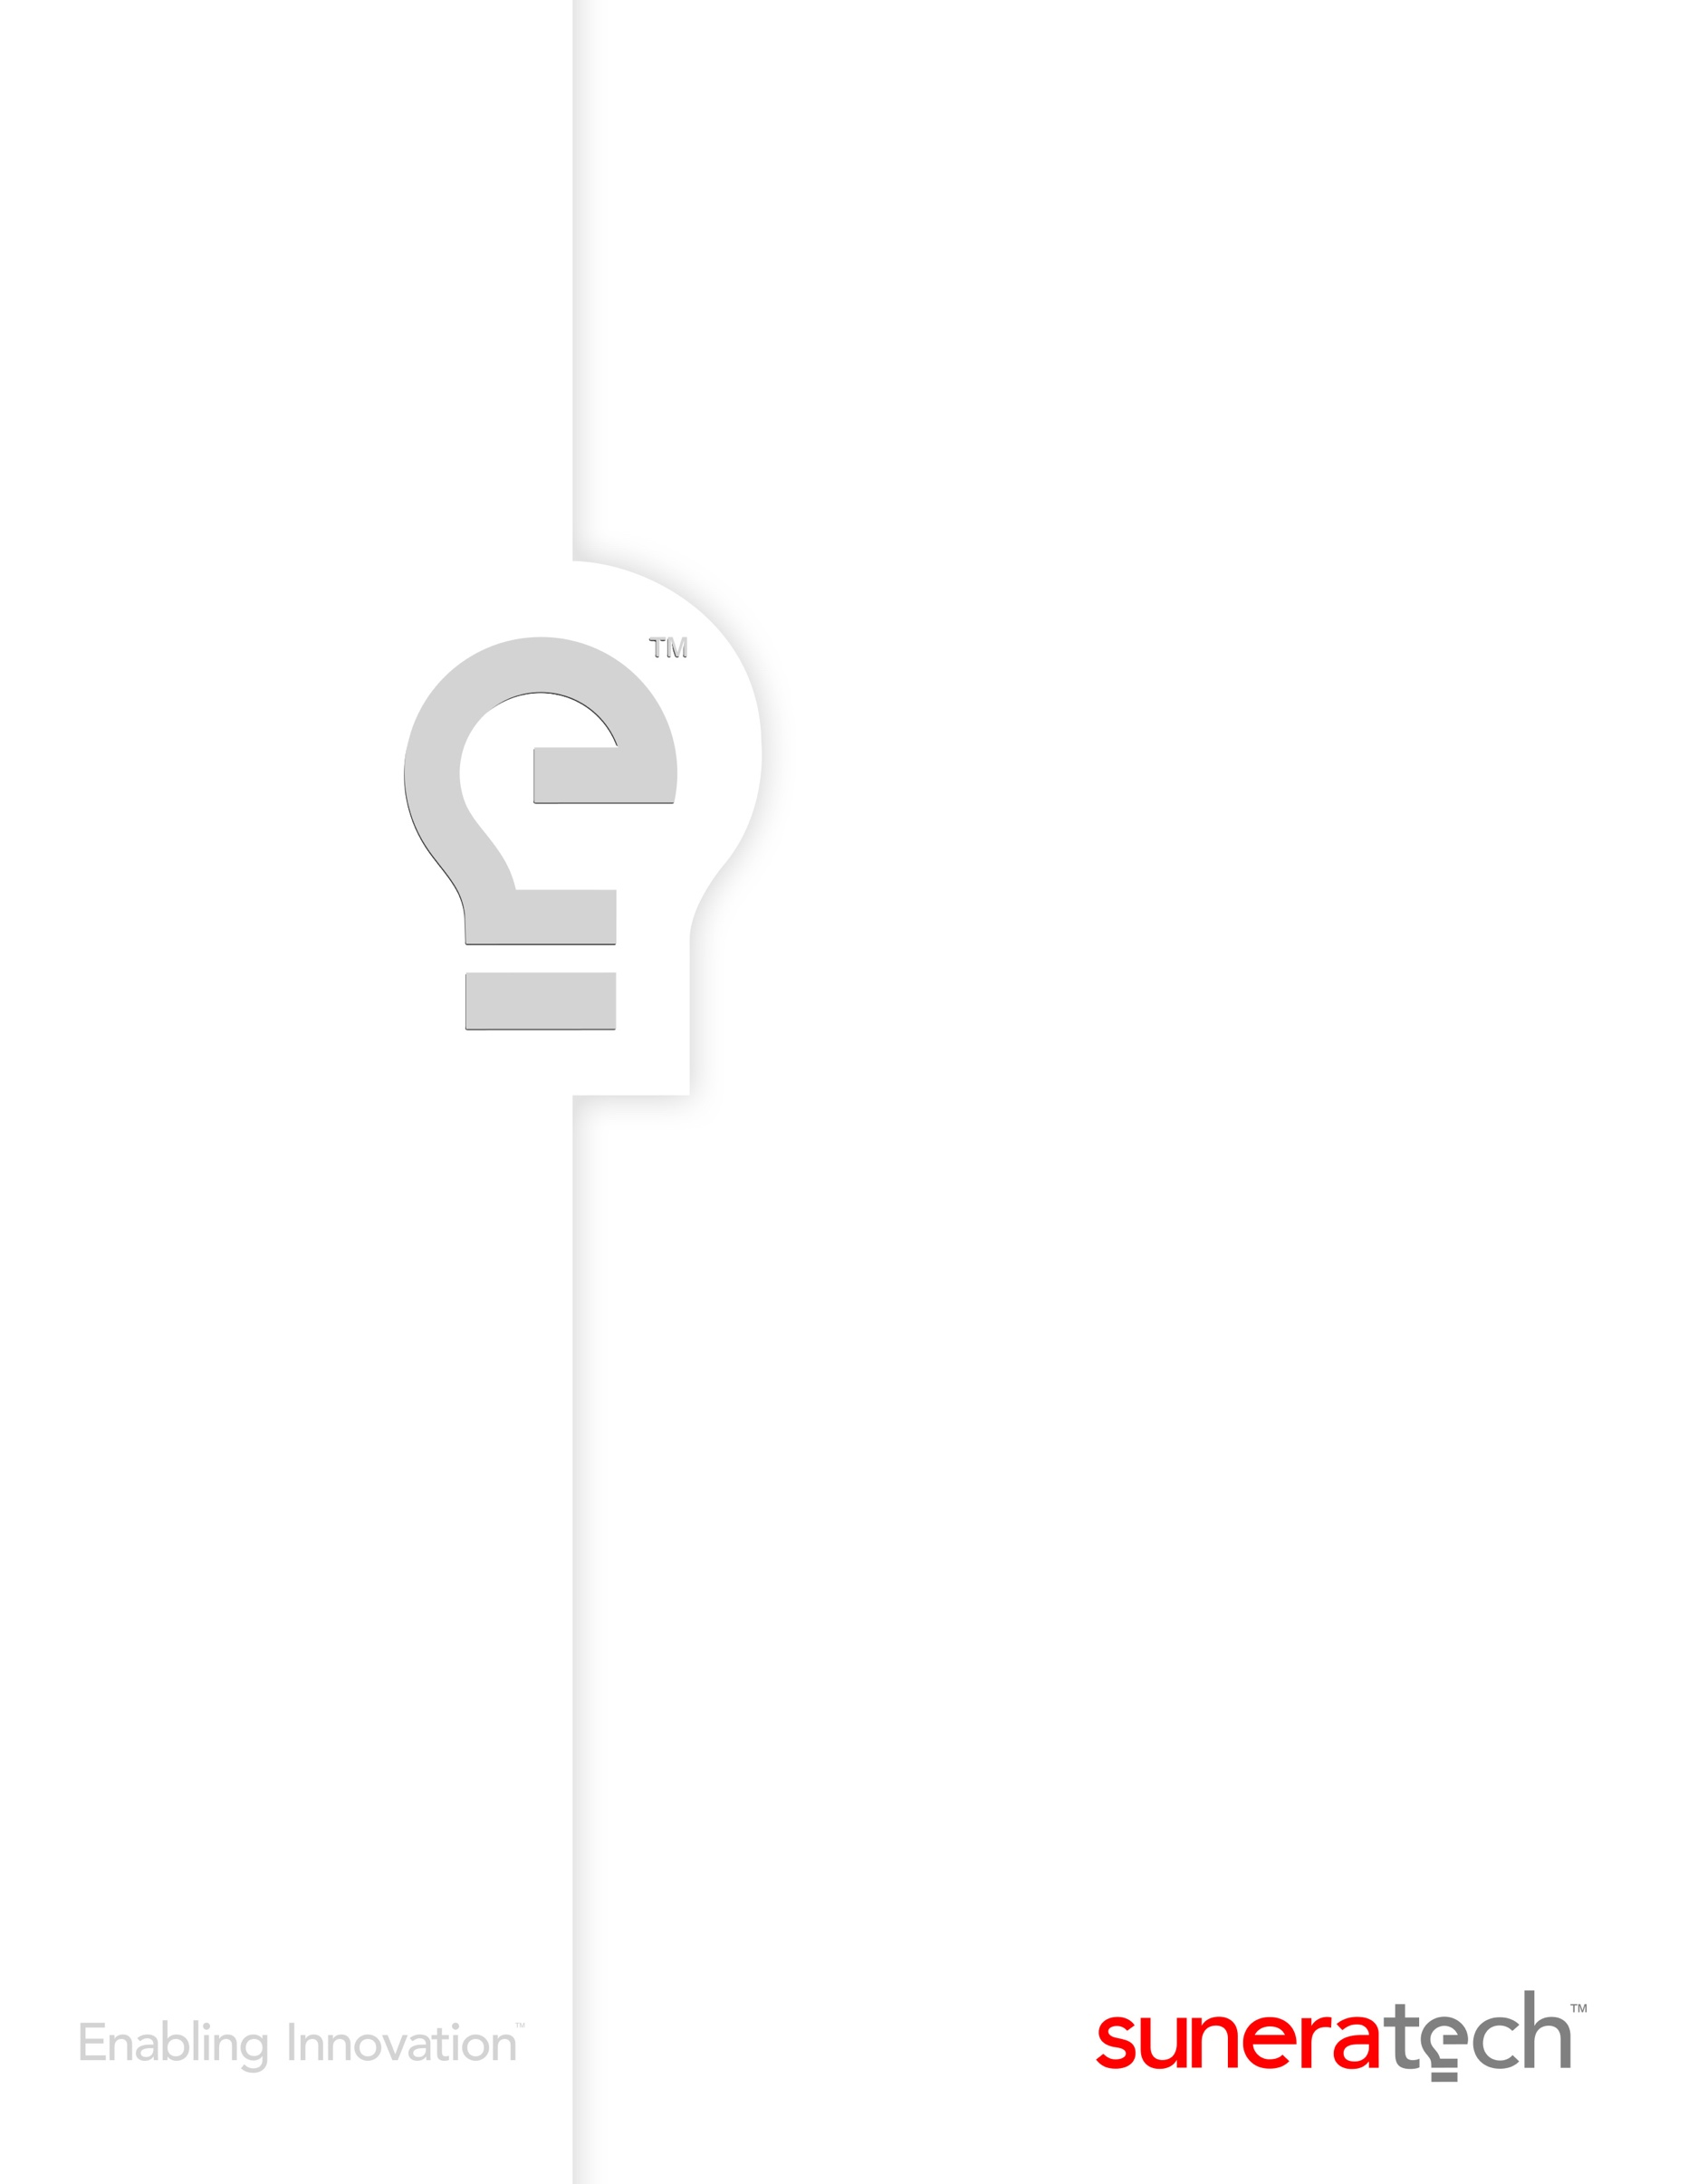 TM
Enabling Innovation™
suneratech™